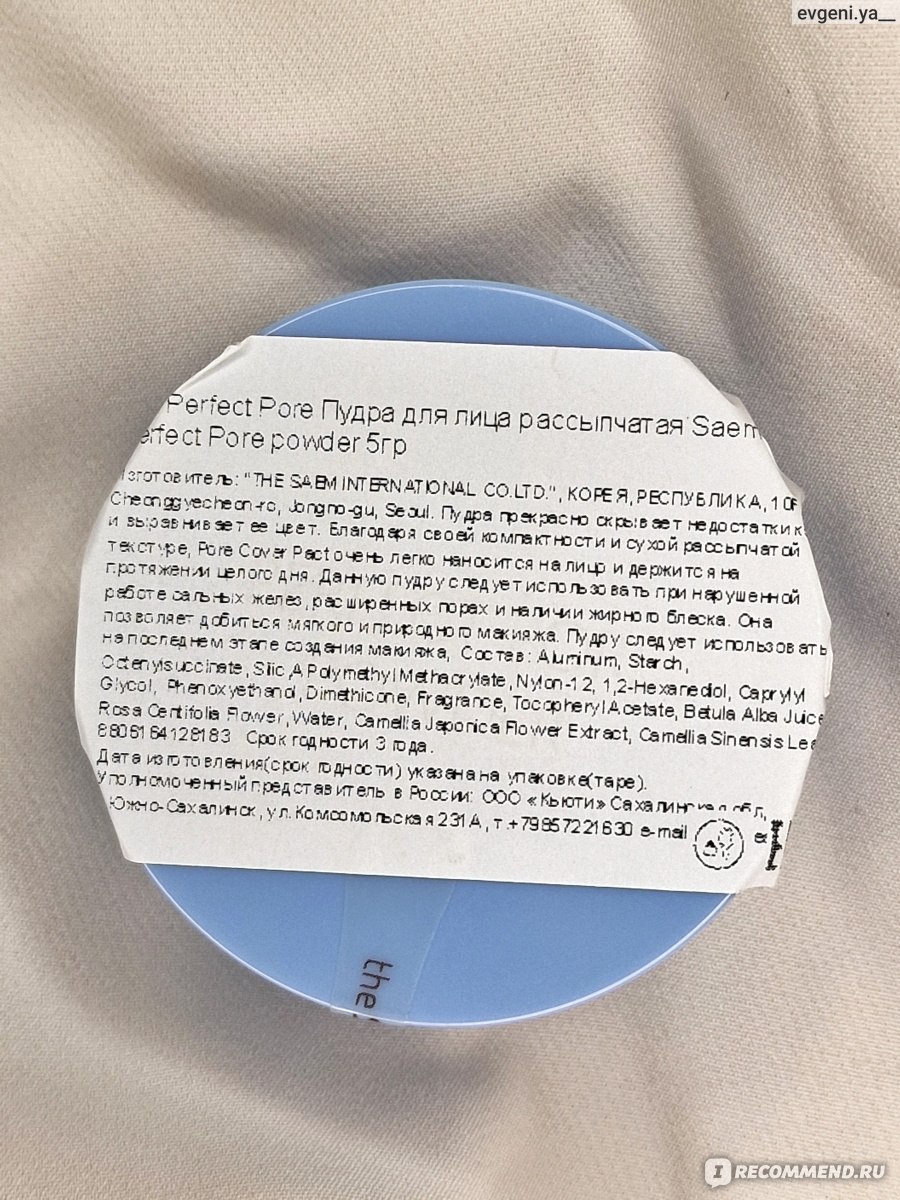 evgeni.ya__
Perfect Pore Пудра для лица рассыпчатая Saem
erfect Pore powder 5гр
зготовитель: "THE SAEM INTERNATIONAL CO.LTD.", КОРЕЯ, РЕСПУБЛИКА, 10
Cheonggyecheon-ro, Jongno-gu, Seoul. Пудра прекрасно скрывает недостатки к
и выравнивает ее цвет. Благодаря своей компактности и сухой рассыпчатой
текстуре, Pore Cover Pact очень легко наносится на лицо и держится на
протяжении целого дня. Данную пудру следует использовать при нарушенной
работе сальных желез, расширенных порах и наличии жирного блеска. Она
позволяет добиться мягкого и природного макияжа. Пудру следует использовать
на последнем этапе создания макияжа, Состав: Aluminum, Starch,
Octenylsuccinate, Silic,A Polymethyl Methacrylate, Nylon-12, 1,2-Hexanediol, Caprylyl
Glycol, Phenoxyethanol, Dimethicone, Fragrance, Tocopheryl Acetate, Betula Alba Juice
Rosa Centifolia Flower, Water, Camellia Japonica Flower Extract, Camellia Sinensis Lea
8806164128183 Срок годности 3 года.
Дата изготовления(срок годности) указана на упаковке(таре).
Уполномоченный представитель в России: ООО «Кьюти» Сахалинская обл,
Южно-Сахалинск, ул. Комсомольская 231А, т.+79857221630 e-mail
the
IRECOMMEND.RU